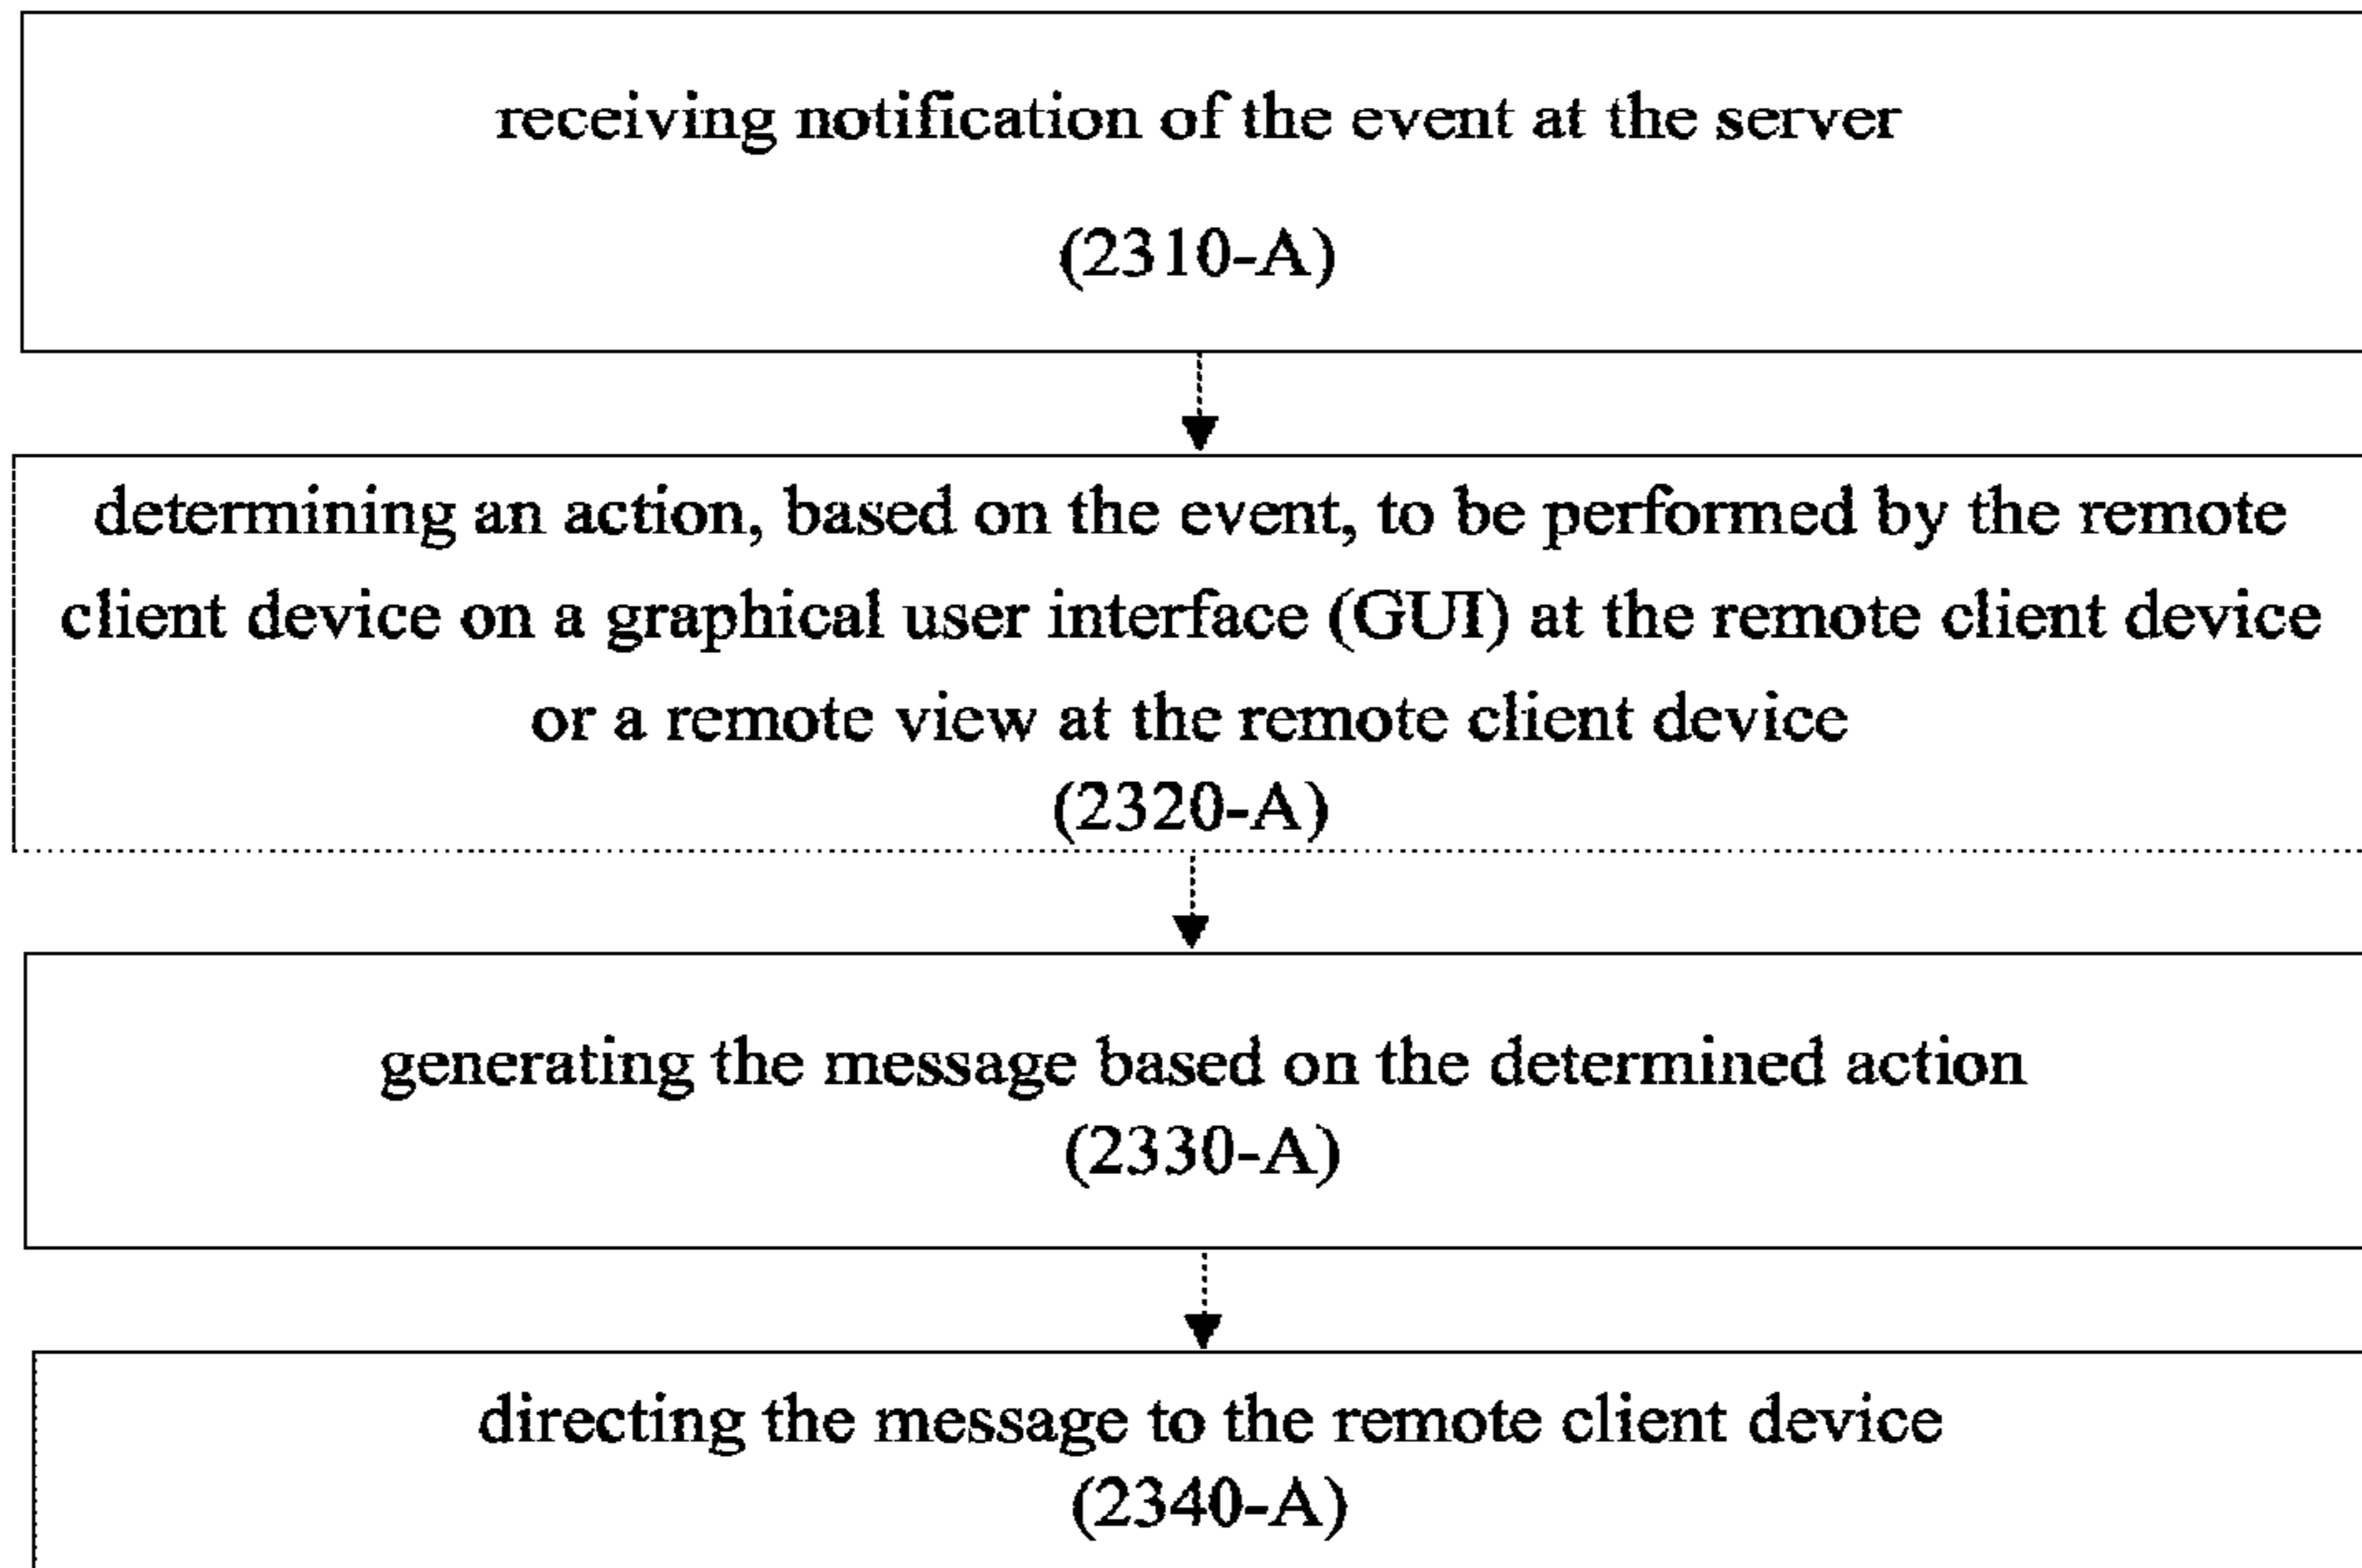 receiving notification of the event at the server
(2310-A)
determining an action, based on the event, to be performed by the remote
client device on a graphical user interface (GUI) at the remote client device
or a remote view at the remote client device
(2320-A)
generating the message based on the determined action
(2330-A)
directing the message to the remote client device
(2340-A)